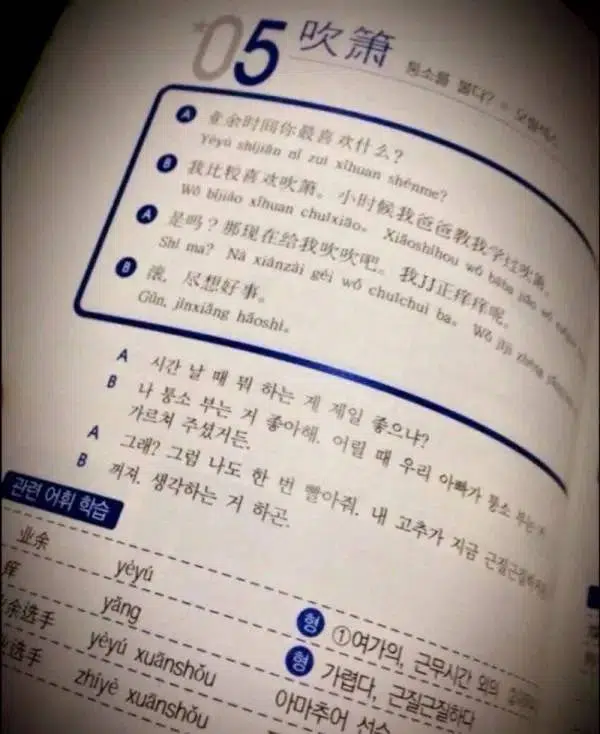 05 吹箫 퉁소를 불다? = 오럴섹스
A 业余时间你最喜欢什么?
Yèyú shíjiān nǐ zuì xǐhuan shénme?
B 我比较喜欢吹箫。小时候我爸爸教我学过吹箫。
Wǒ bǐjiào xǐhuan chuīxiāo. Xiǎoshíhou wǒ bàba jiāo wǒ
A 是吗?那现在给我吹吹吧。我JJ正痒痒呢。
Shì ma? Nà xiànzài gěi wǒ chuīchui ba. Wǒ jījī zhèng
B 滚,尽想好事。
Gǔn, jìnxiǎng hǎoshì.
A 시간 날 때 뭐 하는 게 제일 좋으냐?
B 나 퉁소 부는 거 좋아해. 어릴 때 우리 아빠가 퉁소 부는 거
가르쳐 주셨거든.
A 그래? 그럼 나도 한 번 빨아줘. 내 고추가 지금 근질근질하거든.
B 꺼져. 생각하는 거 하곤.
관련 어휘 학습
业余 yèyú 형 ①여가의, 근무시간 외의
痒 yǎng 형 가렵다, 근질근질하다
业余选手 yèyú xuǎnshǒu 아마추어 선수
业选手 zhíyè xuǎnshǒu